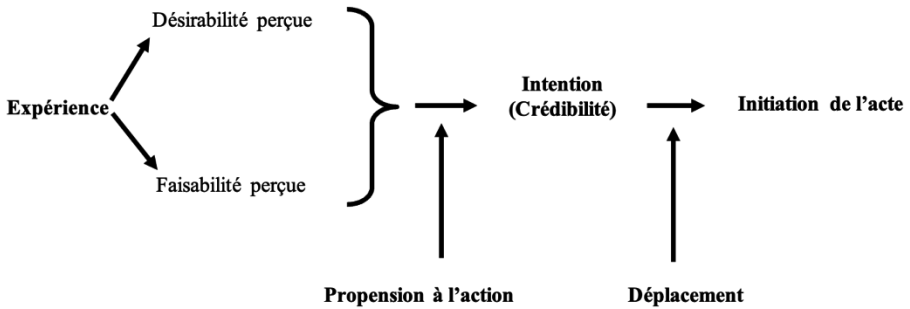 Désirabilité perçue
Expérience
Faisabilité perçue
Intention
(Crédibilité)
Initiation de l’acte
Propension à l’action
Déplacement